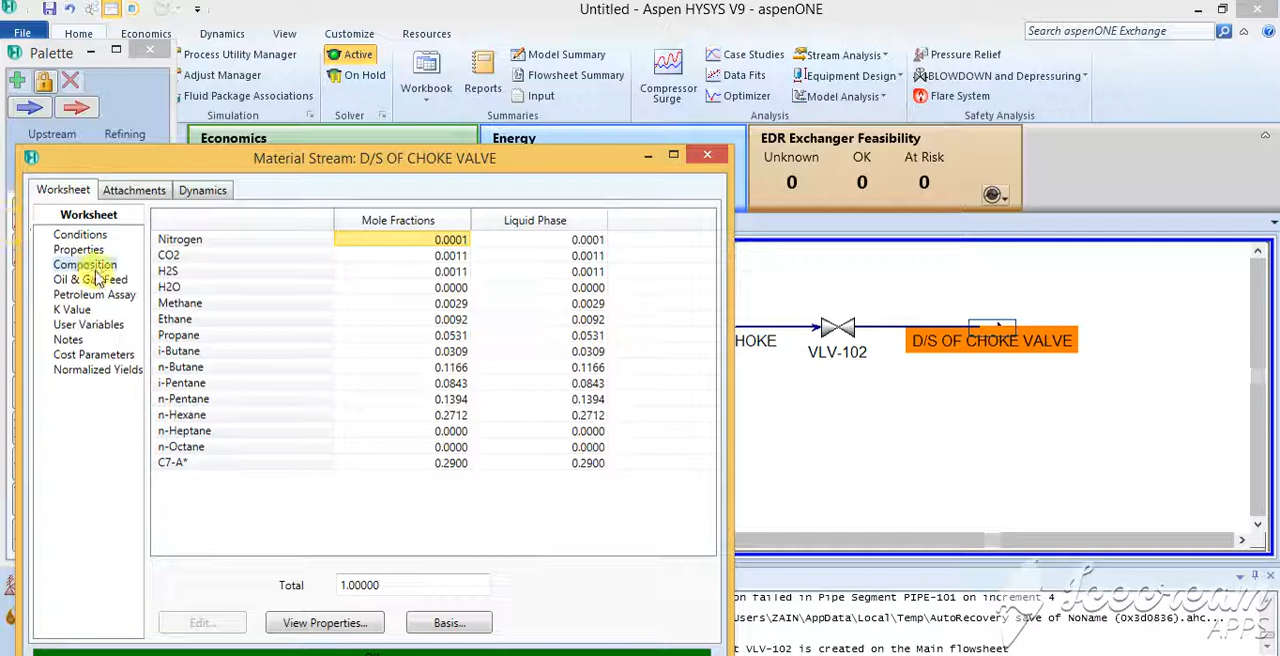 Untitled - Aspen HYSYS V9 - aspenONE
File Home Economics Dynamics View Customize Resources
Search aspenONE Exchange
Palette
Process Utility Manager
Adjust Manager
Fluid Package Associations
Simulation
Active
On Hold
Solver
Workbook
Reports
Model Summary
Flowsheet Summary
Input
Summaries
Compressor
Surge
Case Studies
Data Fits
Optimizer
Stream Analysis
Equipment Design
Model Analysis
Analysis
Pressure Relief
BLOWDOWN and Depressuring
Flare System
Safety Analysis
Upstream Refining
Economics
Energy
EDR Exchanger Feasibility
Unknown OK At Risk
0 0 0
Material Stream: D/S OF CHOKE VALVE
Worksheet Attachments Dynamics
Worksheet
Conditions
Properties
Composition
Oil & Gas Feed
Petroleum Assay
K Value
User Variables
Notes
Cost Parameters
Normalized Yields
Mole Fractions Liquid Phase
Nitrogen 0.0001 0.0001
CO2 0.0011 0.0011
H2S 0.0011 0.0011
H2O 0.0000 0.0000
Methane 0.0029 0.0029
Ethane 0.0092 0.0092
Propane 0.0531 0.0531
i-Butane 0.0309 0.0309
n-Butane 0.1166 0.1166
i-Pentane 0.0843 0.0843
n-Pentane 0.1394 0.1394
n-Hexane 0.2712 0.2712
n-Heptane 0.0000 0.0000
n-Octane 0.0000 0.0000
C7-A* 0.2900 0.2900
Total 1.00000
Edit... View Properties... Basis...
HOKE
VLV-102
D/S OF CHOKE VALVE
on failed in Pipe Segment PIPE-101 on increment 4
sers\ZAIN\AppData\Local\Temp\AutoRecovery save of NoName (0x3d0836).ahc...
t VLV-102 is created on the Main flowsheet
Icecream
APPS